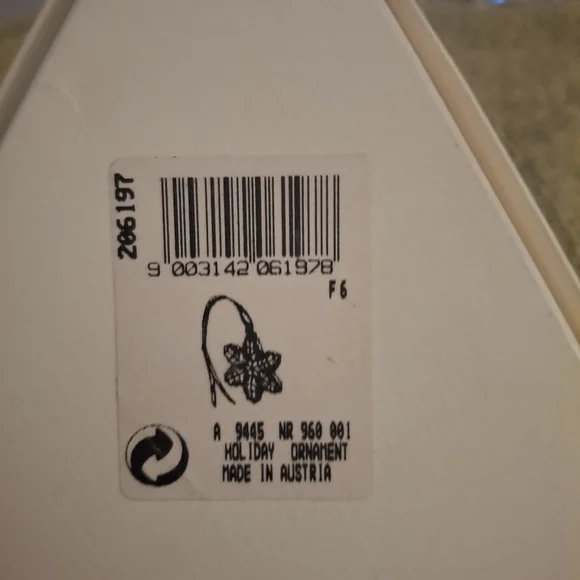 206197
9 003142 061978
F6
A 9445 NR 960 001
HOLIDAY ORNAMENT
MADE IN AUSTRIA